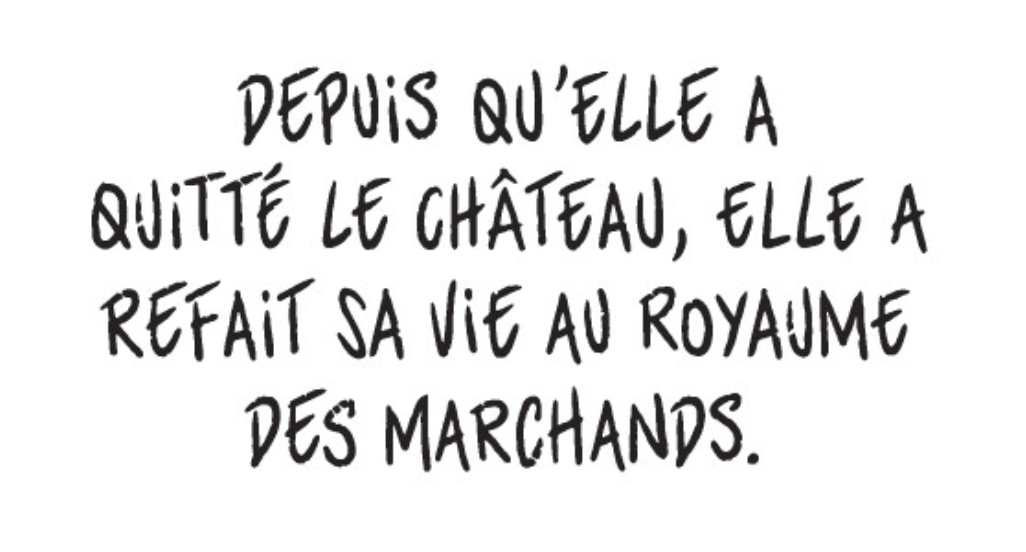 DEPUIS QU'ELLE A
QUITTÉ LE CHÂTEAU, ELLE A
REFAIT SA VIE AU ROYAUME
DES MARCHANDS.